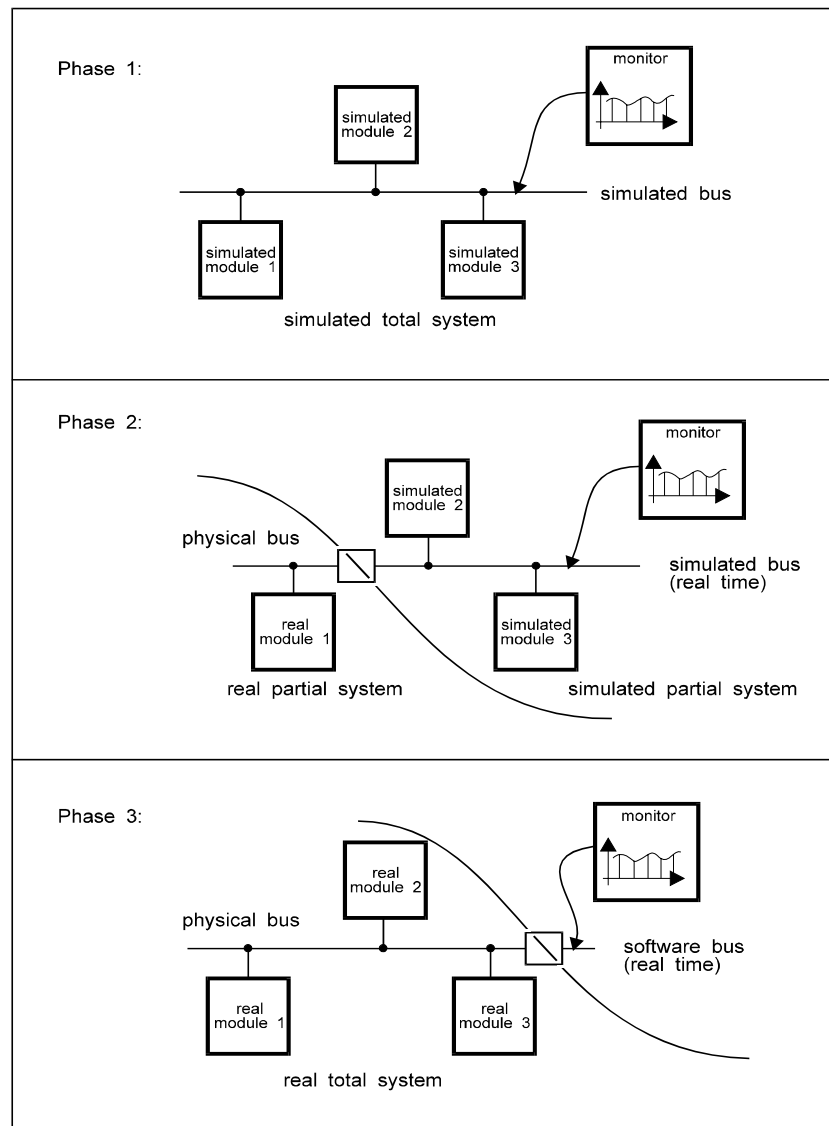 Phase 1:
monitor
simulated
module 2
simulated bus
simulated
module 1
simulated
module 3
simulated total system
Phase 2:
monitor
simulated
module 2
physical bus
simulated bus
(real time)
real
module 1
simulated
module 3
real partial system
simulated partial system
Phase 3:
monitor
real
module 2
physical bus
software bus
(real time)
real
module 1
real
module 3
real total system